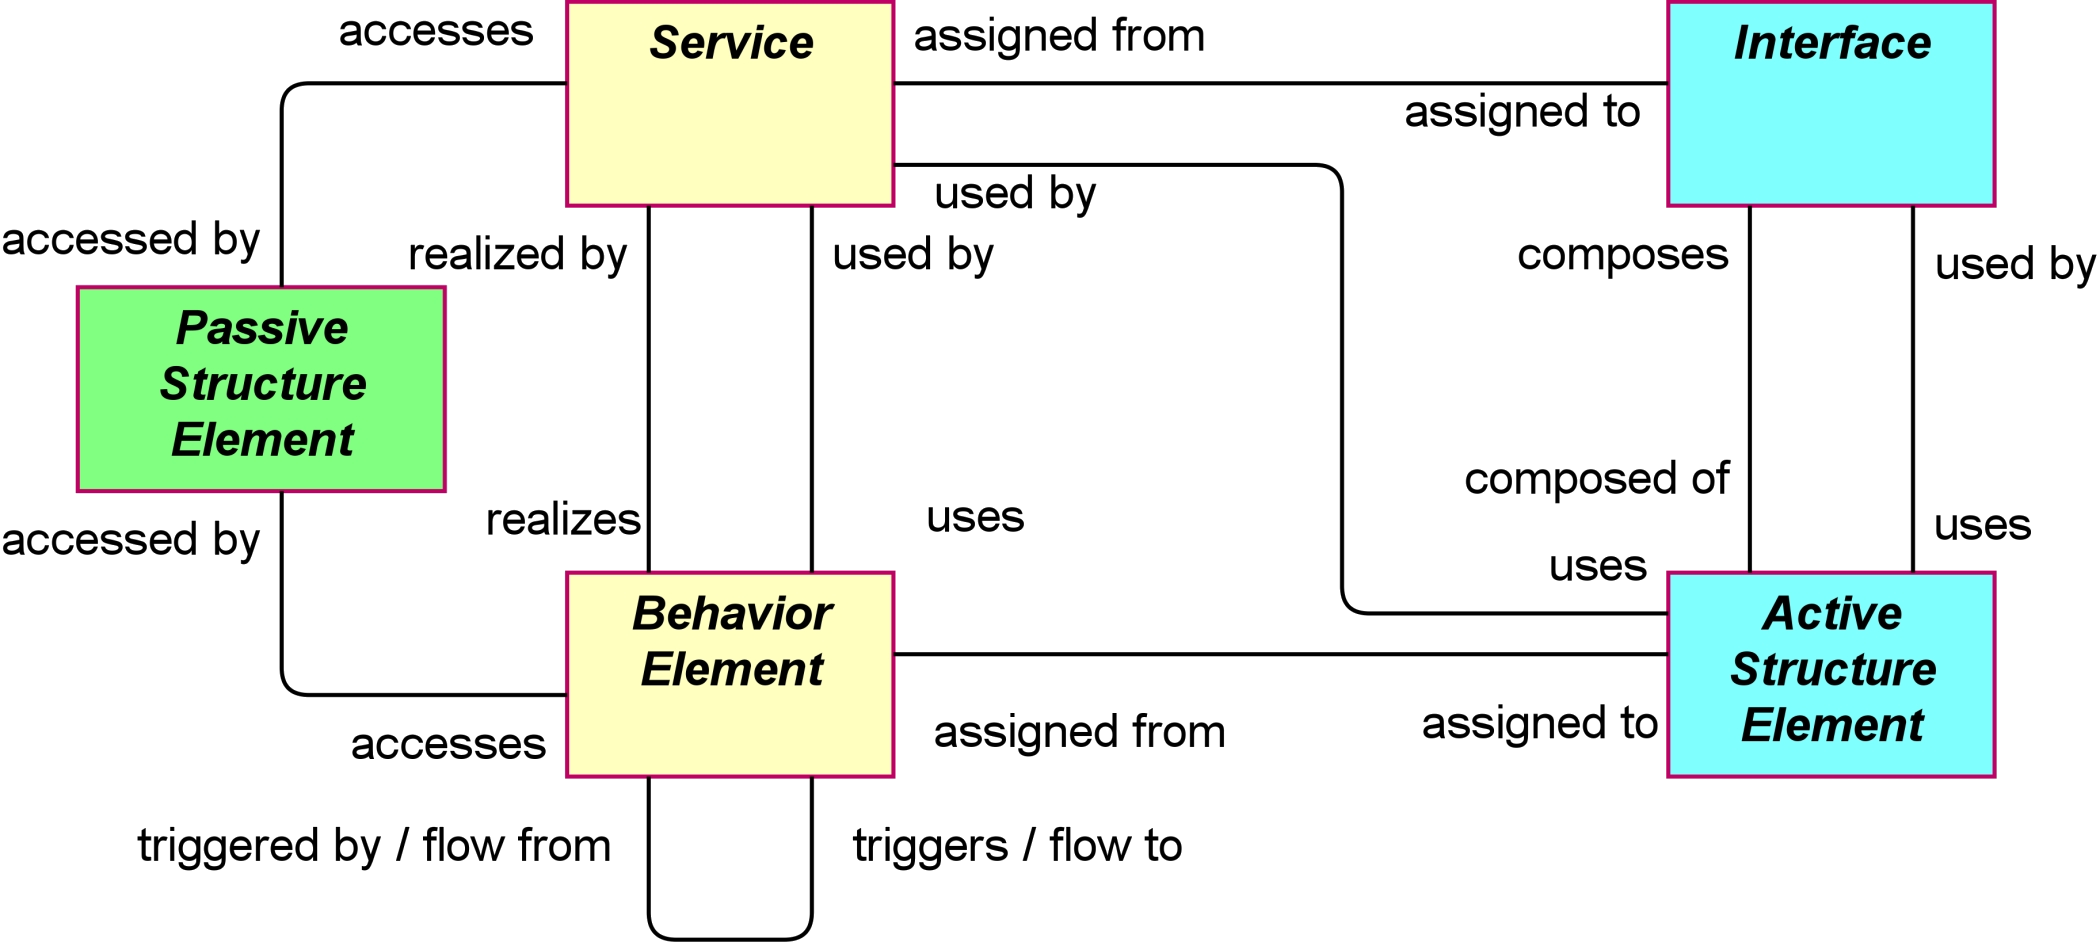 accesses
Service
assigned from
Interface
assigned to
used by
accessed by
realized by
used by
composes
used by
Passive
Structure
Element
composed of
realizes
uses
uses
accessed by
uses
Behavior
Element
Active
Structure
Element
accesses
assigned from
assigned to
triggered by / flow from
triggers / flow to